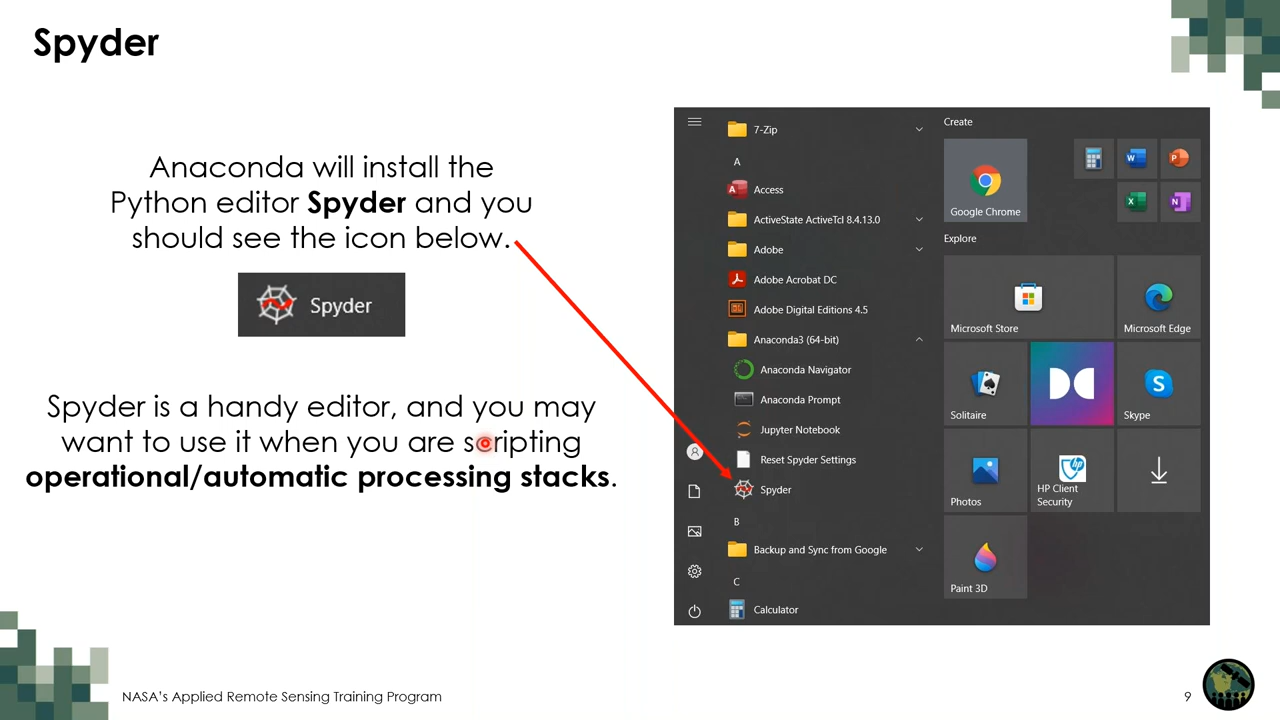 Spyder
Anaconda will install the
Python editor Spyder and you
should see the icon below.
Spyder
Spyder is a handy editor, and you may
want to use it when you are scripting
operational/automatic processing stacks.
7-Zip
A
Access
ActiveState ActiveTcl 8.4.13.0
Adobe
Adobe Acrobat DC
Adobe Digital Editions 4.5
Anaconda3 (64-bit)
Anaconda Navigator
Anaconda Prompt
Jupyter Notebook
Reset Spyder Settings
Spyder
B
Backup and Sync from Google
C
Calculator
Create
Google Chrome
Explore
Microsoft Store
Microsoft Edge
Solitaire
Skype
Photos
HP Client
Security
Paint 3D
NASA's Applied Remote Sensing Training Program
9